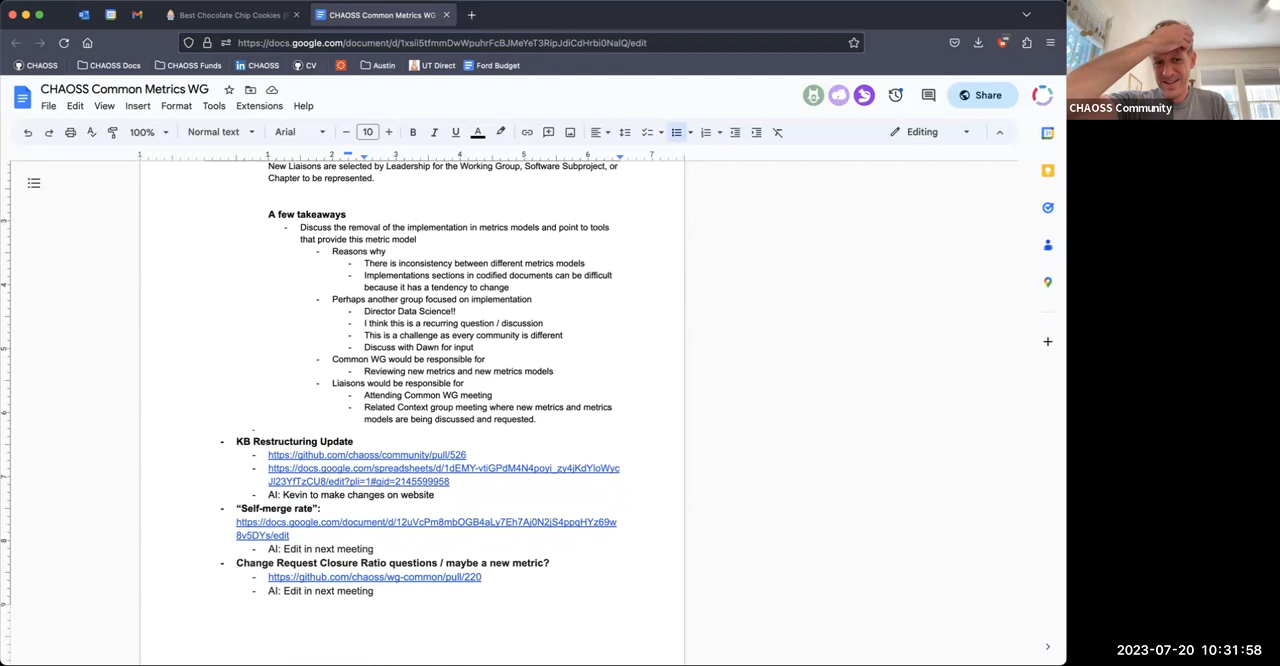 Best Chocolate Chip Cookies (
CHAOSS Common Metrics WG
https://docs.google.com/document/d/1xsil5tfmmDwWpuhrFcBJMeYeT3RipJdiCdHrbi0NalQ/edit
CHAOSS
CHAOSS Docs
CHAOSS Funds
CHAOSS
CV
Austin
UT Direct
Ford Budget
CHAOSS Common Metrics WG
File Edit View Insert Format Tools Extensions Help
Share
100% Normal text Arial 10 Editing
1 1 2 3 4 5 6 7
New Liaisons are selected by Leadership for the Working Group, Software Subproject, or
Chapter to be represented.
A few takeaways
- Discuss the removal of the implementation in metrics models and point to tools
that provide this metric model
- Reasons why
- There is inconsistency between different metrics models
- Implementations sections in codified documents can be difficult
because it has a tendency to change
- Perhaps another group focused on implementation
- Director Data Science!!
- I think this is a recurring question / discussion
- This is a challenge as every community is different
- Discuss with Dawn for input
- Common WG would be responsible for
- Reviewing new metrics and new metrics models
- Liaisons would be responsible for
- Attending Common WG meeting
- Related Context group meeting where new metrics and metrics
models are being discussed and requested.
-
- KB Restructuring Update
- https://github.com/chaoss/community/pull/526
- https://docs.google.com/spreadsheets/d/1dEMY-vtiGPdM4N4poyi_zy4jKdYloWyc
Jl23YfTzCU8/edit?pli=1#gid=2145599958
- AI: Kevin to make changes on website
- “Self-merge rate”:
https://docs.google.com/document/d/12uVcPm8mbOGB4aLy7Eh7Aj0N2jS4ppqHYz69w
8v5DYs/edit
- AI: Edit in next meeting
- Change Request Closure Ratio questions / maybe a new metric?
- https://github.com/chaoss/wg-common/pull/220
- AI: Edit in next meeting
CHAOSS Community
2023-07-20 10:31:58